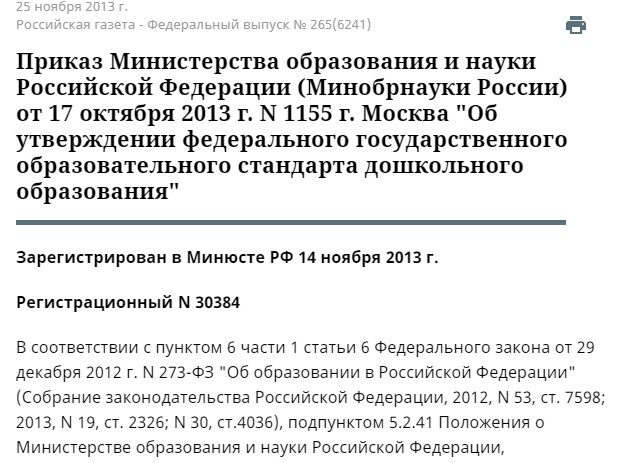 25 ноября 2013 г.
Российская газета - Федеральный выпуск № 265(6241)
Приказ Министерства образования и науки
Российской Федерации (Минобрнауки России)
от 17 октября 2013 г. N 1155 г. Москва "Об
утверждении федерального государственного
образовательного стандарта дошкольного
образования"
Зарегистрирован в Минюсте РФ 14 ноября 2013 г.
Регистрационный N 30384
В соответствии с пунктом 6 части 1 статьи 6 Федерального закона от 29
декабря 2012 г. N 273-ФЗ "Об образовании в Российской Федерации"
(Собрание законодательства Российской Федерации, 2012, N 53, ст. 7598;
2013, N 19, ст. 2326; N 30, ст.4036), подпунктом 5.2.41 Положения о
Министерстве образования и науки Российской Федерации,